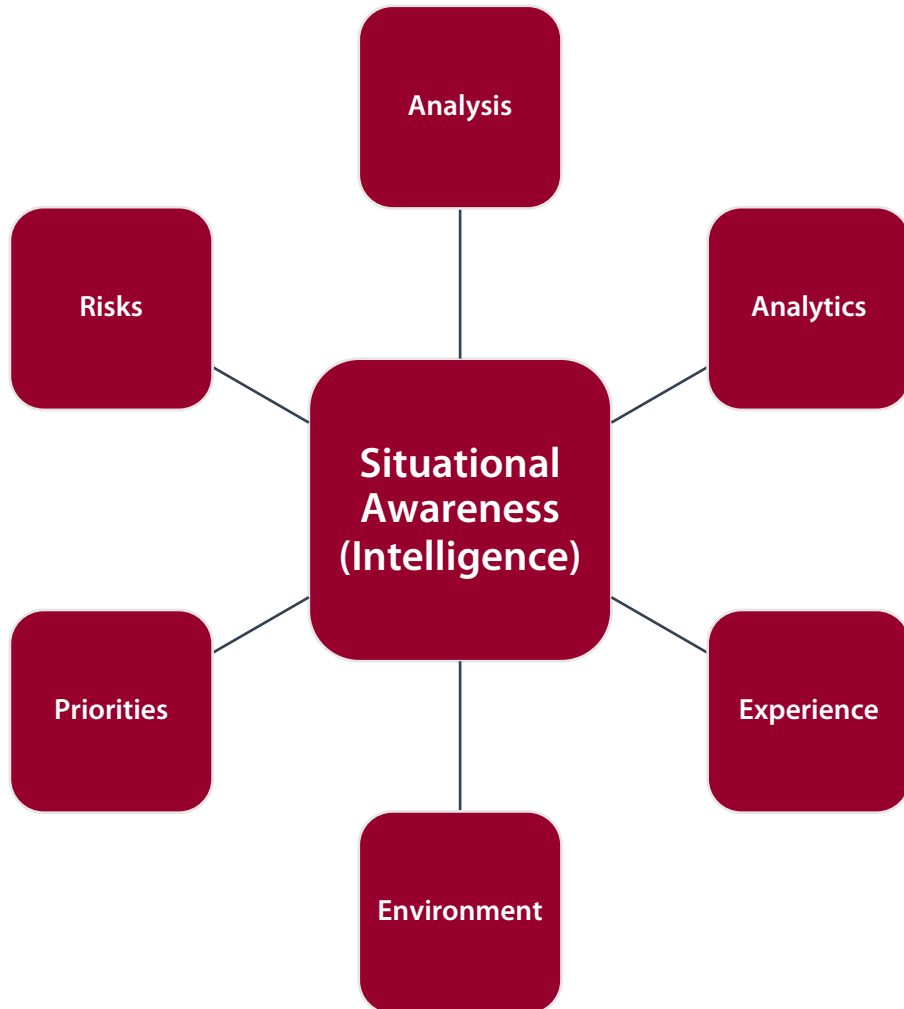 Analysis
Risks
Analytics
Situational
Awareness
(Intelligence)
Priorities
Experience
Environment